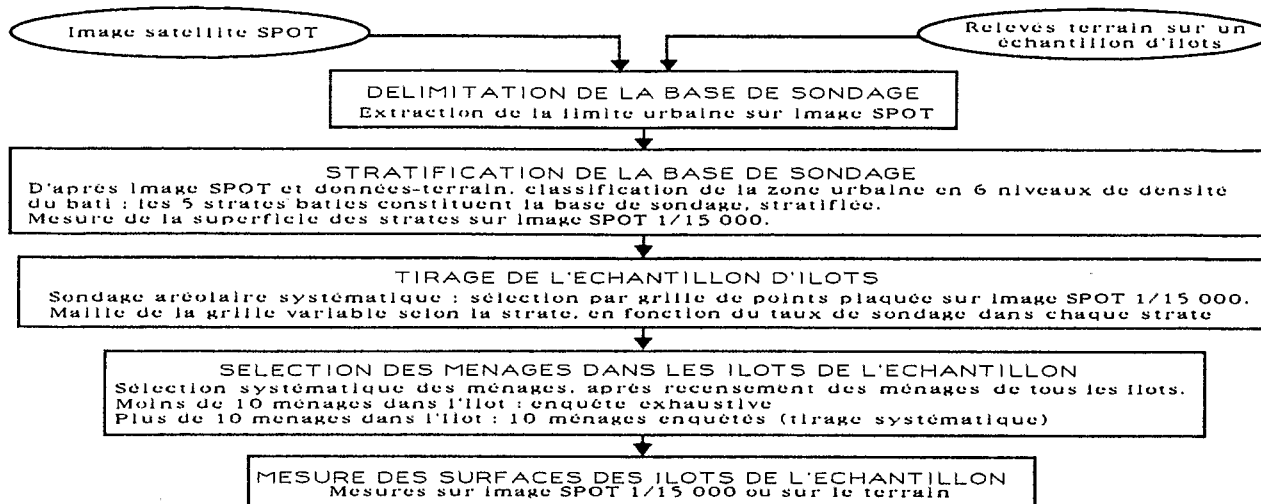 Image satellite SPOT
Relevés terrain sur un
échantillon d'ilots
DELIMITATION DE LA BASE DE SONDAGE
Extraction de la limite urbaine sur image SPOT
STRATIFICATION DE LA BASE DE SONDAGE
D'après image SPOT et données-terrain, classification de la zone urbaine en 6 niveaux de densité
du bati ; les 5 strates baties constituent la base de sondage, stratifiée.
Mesure de la superficie des strates sur image SPOT 1/15 000.
TIRAGE DE L'ECHANTILLON D'ILOTS
Sondage aréolaire systématique : sélection par grille de points plaquée sur image SPOT 1/15 000.
Maille de la grille variable selon la strate, en fonction du taux de sondage dans chaque strate
SELECTION DES MENAGES DANS LES ILOTS DE L'ECHANTILLON
Sélection systématique des ménages, après recensement des ménages de tous les ilots.
Moins de 10 ménages dans l'ilot : enquête exhaustive
Plus de 10 menages dans l'ilot : 10 ménages enquêtés (tirage systématique)
MESURE DES SURFACES DES ILOTS DE L'ECHANTILLON
Mesures sur image SPOT 1/15 000 ou sur le terrain